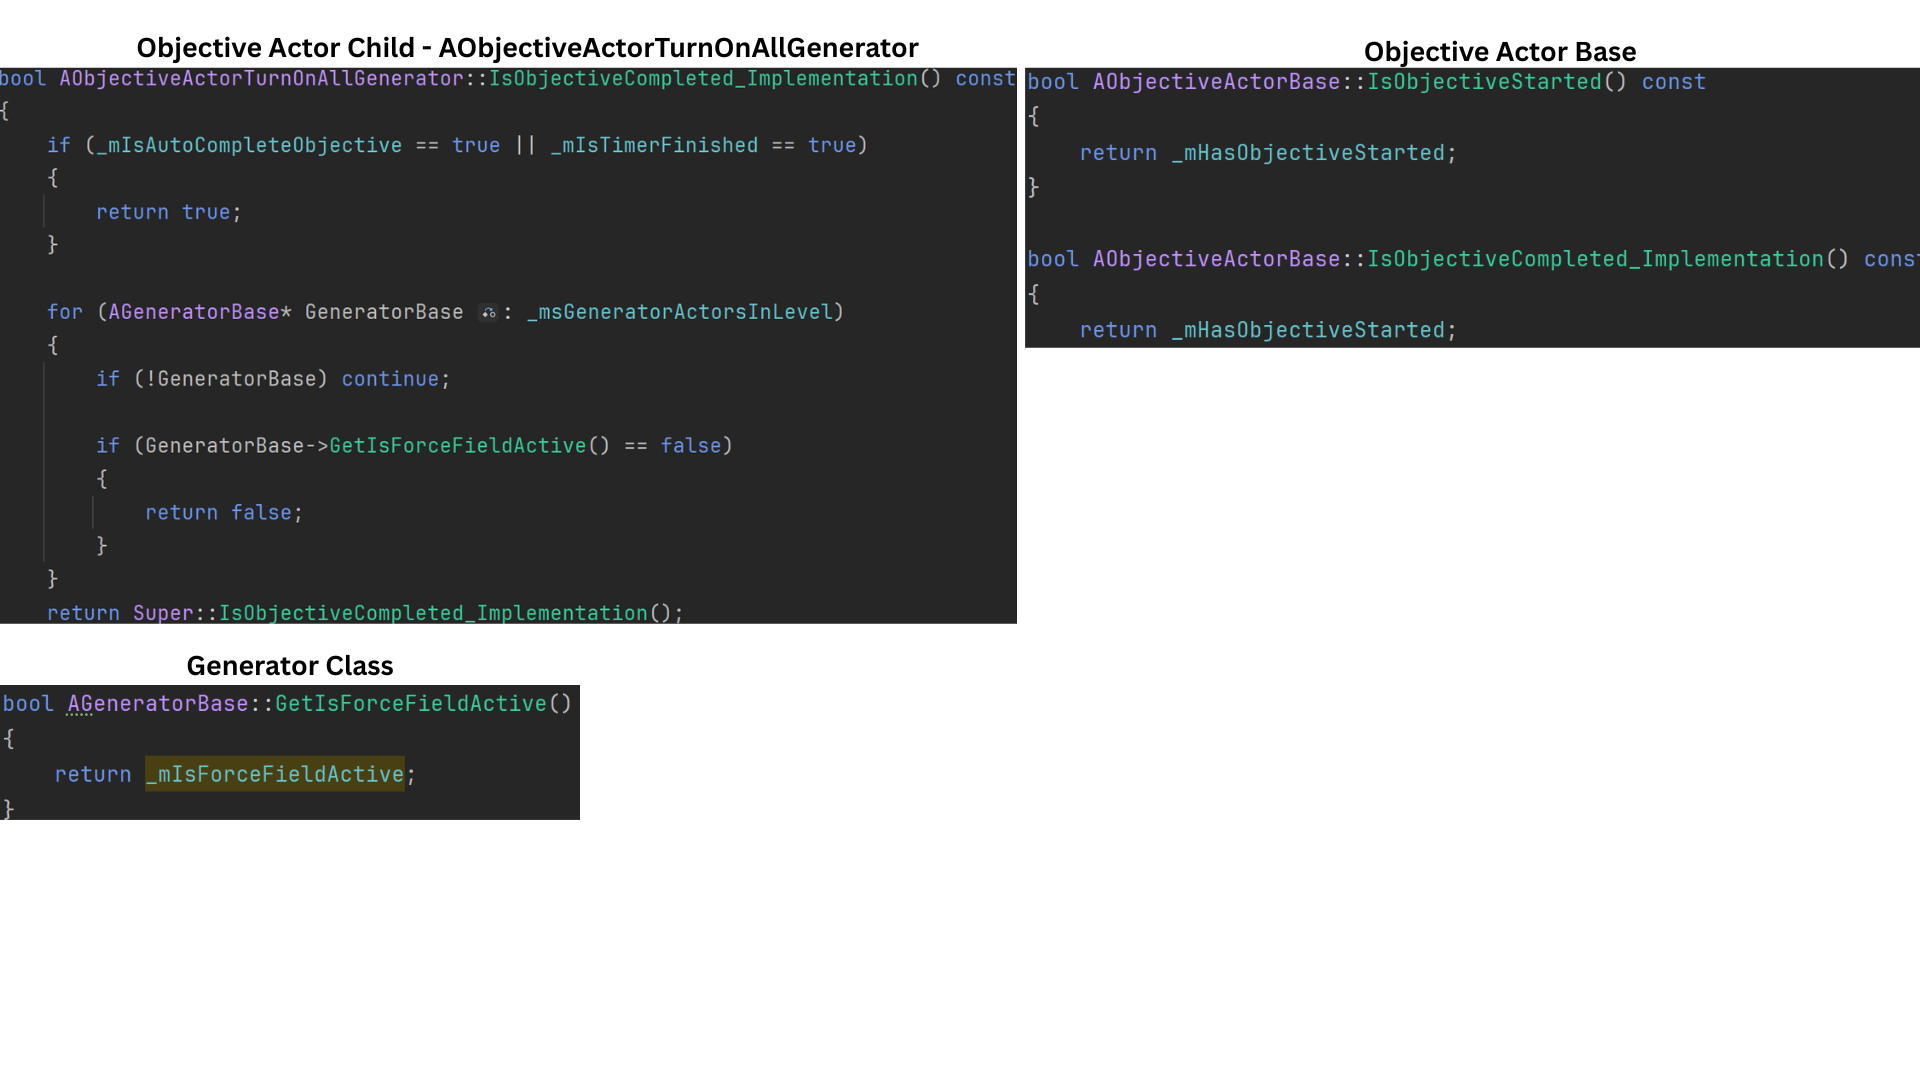 Objective Actor Child - AObjectiveActorTurnOnAllGenerator
bool AObjectiveActorTurnOnAllGenerator::IsObjectiveCompleted_Implementation() const
{
    if (_mIsAutoCompleteObjective == true || _mIsTimerFinished == true)
    {
        return true;
    }
    for (AGeneratorBase* GeneratorBase : _msGeneratorActorsInLevel)
    {
        if (!GeneratorBase) continue;
        if (GeneratorBase->GetIsForceFieldActive() == false)
        {
            return false;
        }
    }
    return Super::IsObjectiveCompleted_Implementation();
Objective Actor Base
bool AObjectiveActorBase::IsObjectiveStarted() const
{
    return _mHasObjectiveStarted;
}
bool AObjectiveActorBase::IsObjectiveCompleted_Implementation() cons
{
    return _mHasObjectiveStarted;
Generator Class
bool AGeneratorBase::GetIsForceFieldActive()
{
    return _mIsForceFieldActive;
}